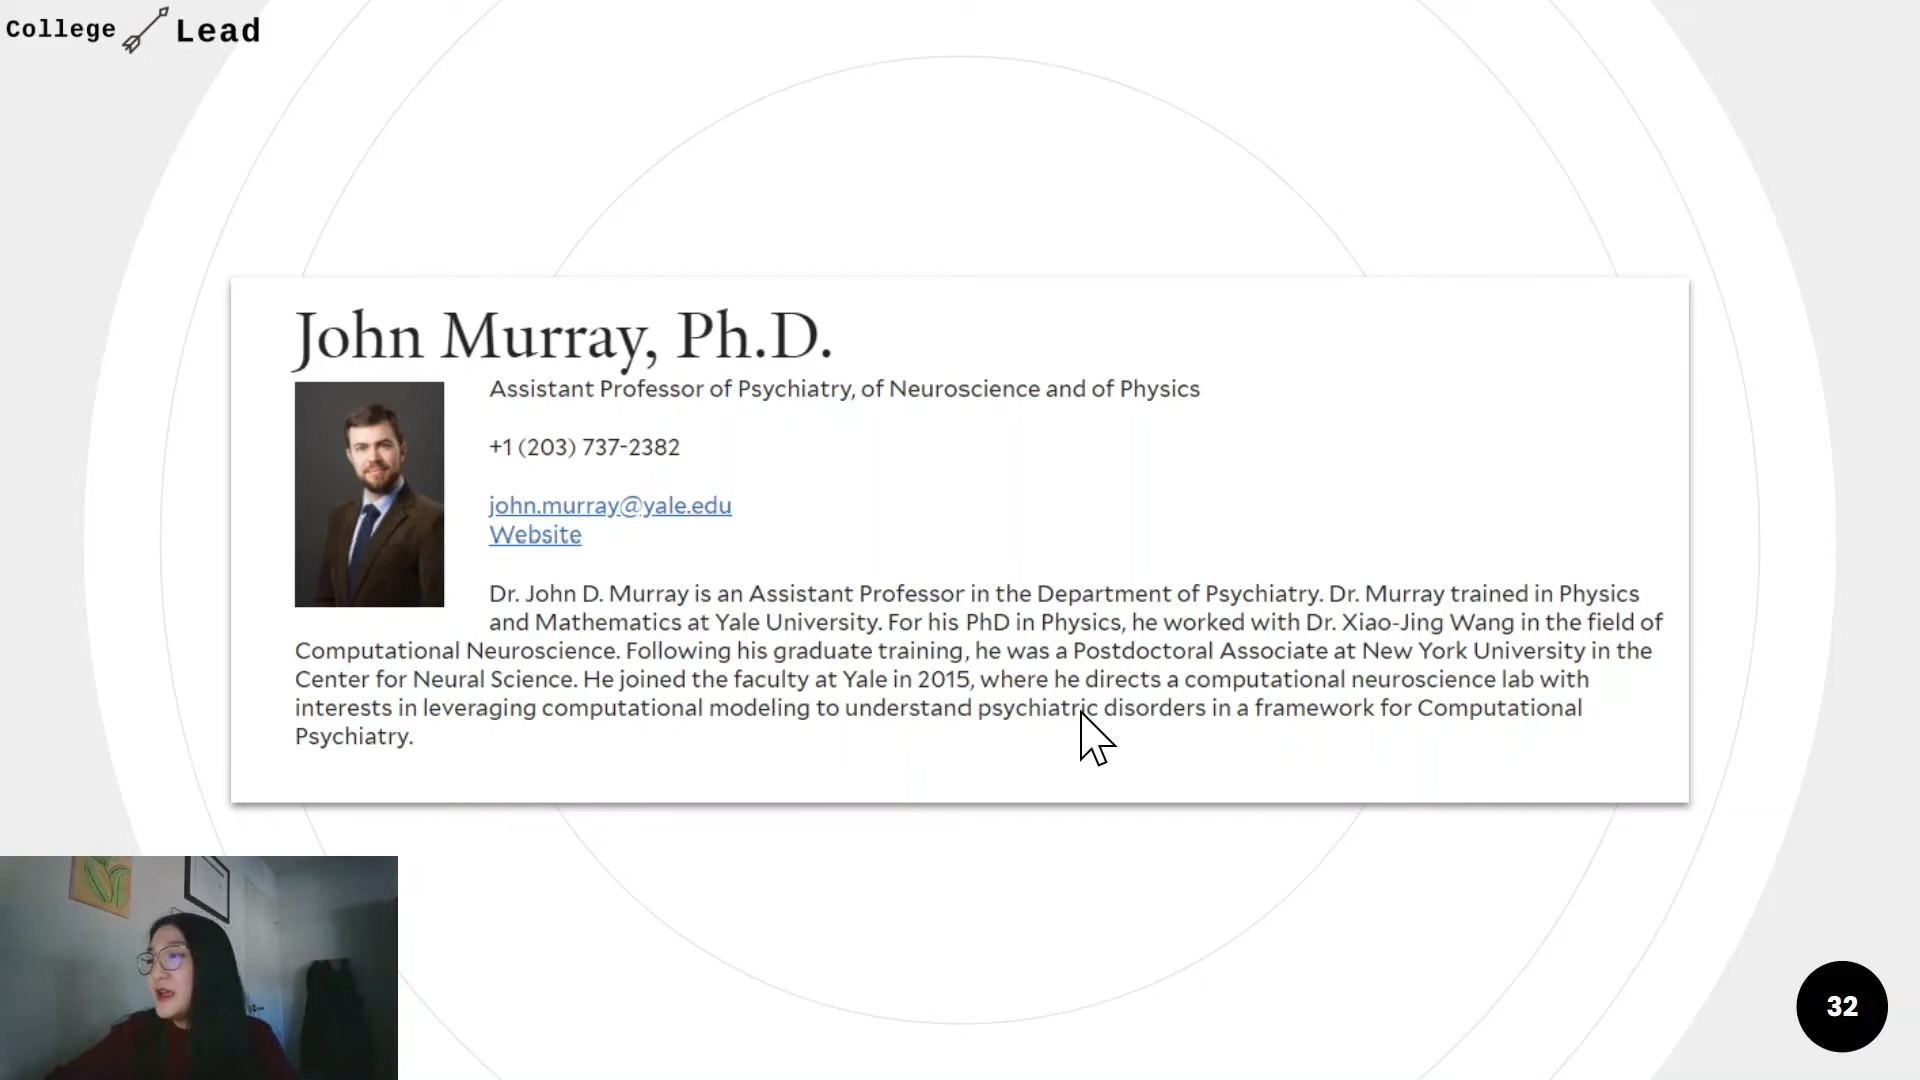 College Lead
John Murray, Ph.D.
Assistant Professor of Psychiatry, of Neuroscience and of Physics
+1 (203) 737-2382
john.murray@yale.edu
Website
Dr. John D. Murray is an Assistant Professor in the Department of Psychiatry. Dr. Murray trained in Physics
and Mathematics at Yale University. For his PhD in Physics, he worked with Dr. Xiao-Jing Wang in the field of
Computational Neuroscience. Following his graduate training, he was a Postdoctoral Associate at New York University in the
Center for Neural Science. He joined the faculty at Yale in 2015, where he directs a computational neuroscience lab with
interests in leveraging computational modeling to understand psychiatric disorders in a framework for Computational
Psychiatry.
32